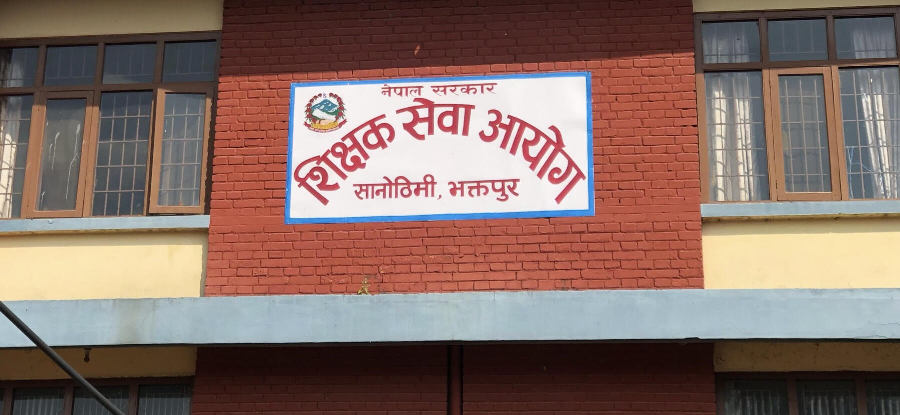 नेपाल सरकार
शिक्षक सेवा आयोग
सानोठिमी, भक्तपुर